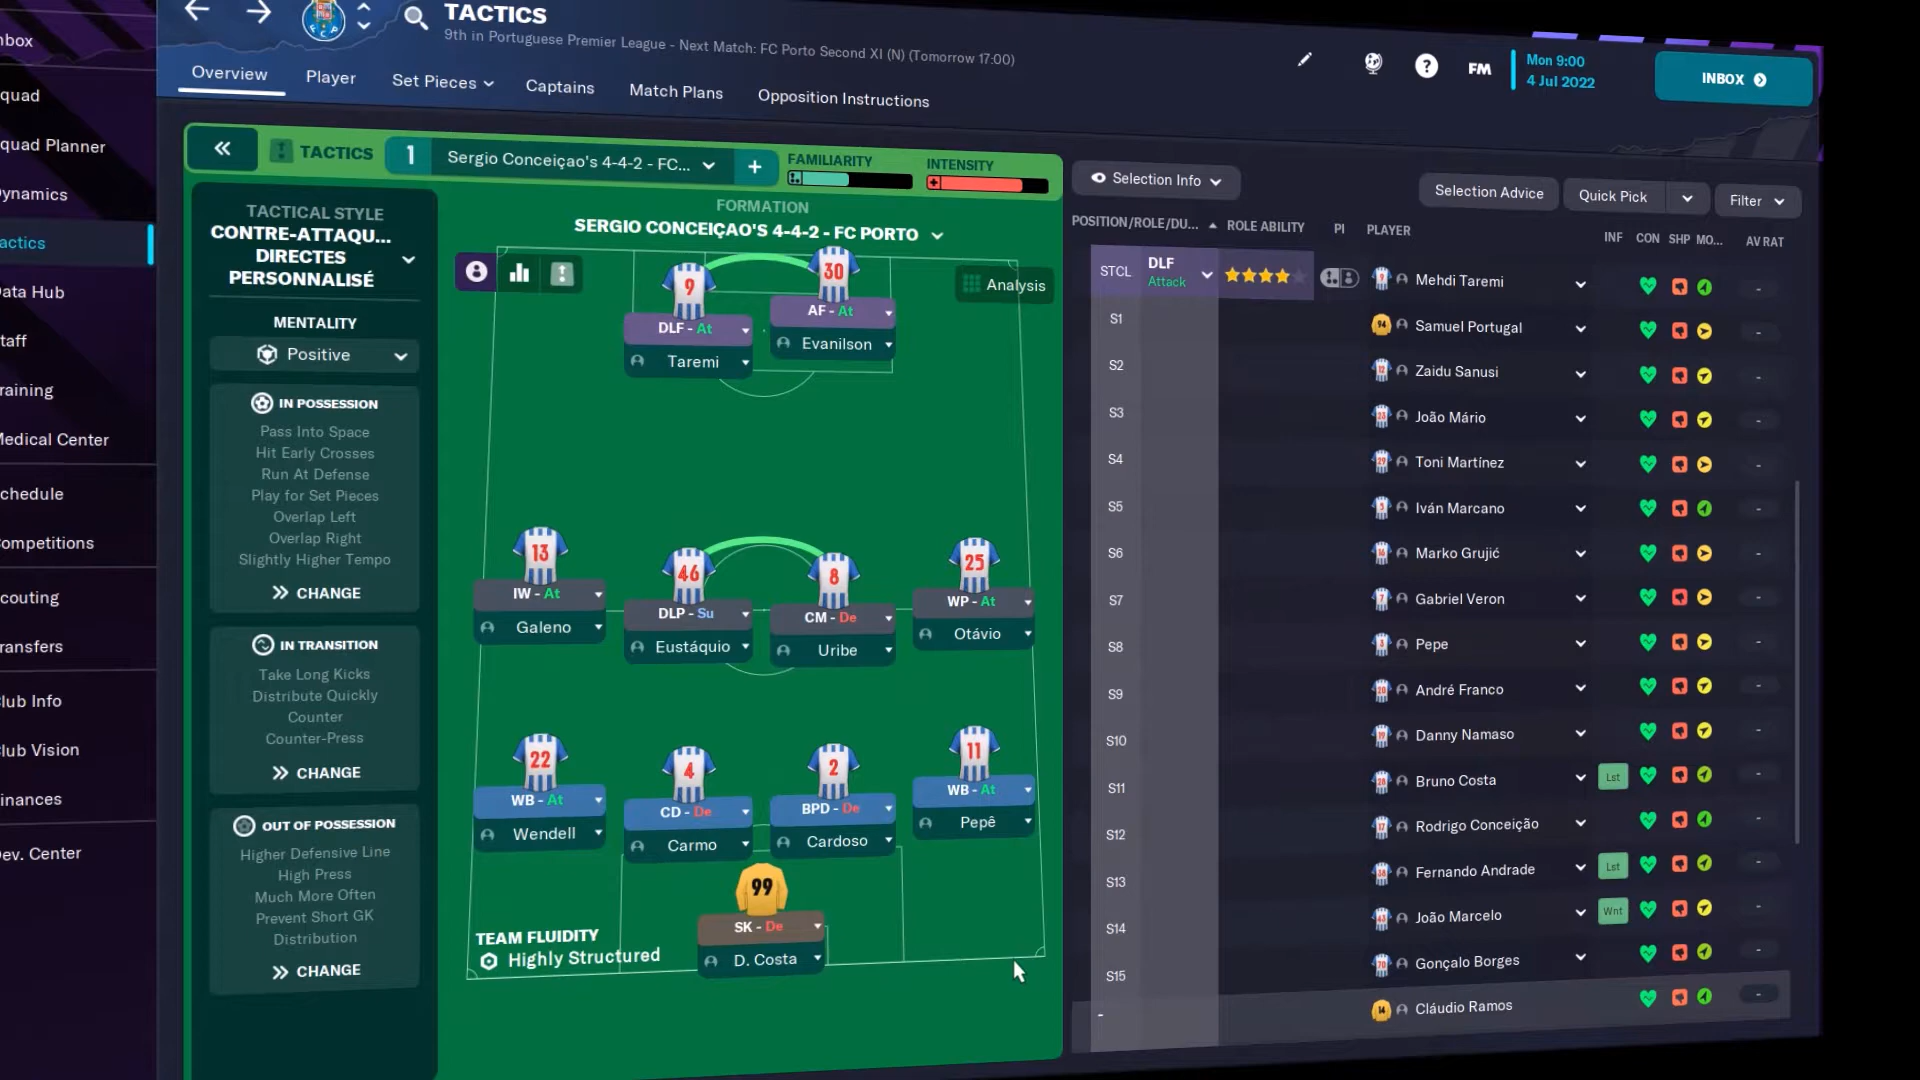 TACTICS
9th in Portuguese Premier League - Next Match: FC Porto Second XI (N) (Tomorrow 17:00)
FM
Mon 9:00
4 Jul 2022
INBOX
Overview
Player
Set Pieces
Captains
Match Plans
Opposition Instructions
nbox
quad
quad Planner
ynamics
actics
ata Hub
taff
raining
Medical Center
chedule
ompetitions
couting
ransfers
lub Info
lub Vision
inances
ev. Center
TACTICS
1
Sergio Conceiçao's 4-4-2 - FC...
+
FAMILIARITY
INTENSITY
TACTICAL STYLE
CONTRE-ATTAQU...
DIRECTES
PERSONNALISÉ
MENTALITY
Positive
IN POSSESSION
Pass Into Space
Hit Early Crosses
Run At Defense
Play for Set Pieces
Overlap Left
Overlap Right
Slightly Higher Tempo
CHANGE
IN TRANSITION
Take Long Kicks
Distribute Quickly
Counter
Counter-Press
CHANGE
OUT OF POSSESSION
Higher Defensive Line
High Press
Much More Often
Prevent Short GK
Distribution
CHANGE
FORMATION
SERGIO CONCEIÇAO'S 4-4-2 - FC PORTO
Analysis
9
DLF - At
Taremi
30
AF - At
Evanilson
13
IW - At
Galeno
46
DLP - Su
Eustáquio
8
CM - De
Uribe
25
WP - At
Otávio
22
WB - At
Wendell
4
CD - De
Carmo
2
BPD - De
Cardoso
11
WB - At
Pepê
99
SK - De
D. Costa
TEAM FLUIDITY
Highly Structured
Selection Info
Selection Advice
Quick Pick
Filter
POSITION/ROLE/DU...
ROLE ABILITY
PI
PLAYER
INF
CON
SHP
MO...
AV RAT
STCL DLF Attack Mehdi Taremi -
S1 Samuel Portugal -
S2 Zaidu Sanusi -
S3 João Mário -
S4 Toni Martínez -
S5 Iván Marcano -
S6 Marko Grujić -
S7 Gabriel Veron -
S8 Pepe -
S9 André Franco -
S10 Danny Namaso -
S11 Bruno Costa Lst -
S12 Rodrigo Conceição -
S13 Fernando Andrade Lst -
S14 João Marcelo Wnt -
S15 Gonçalo Borges -
- Cláudio Ramos -